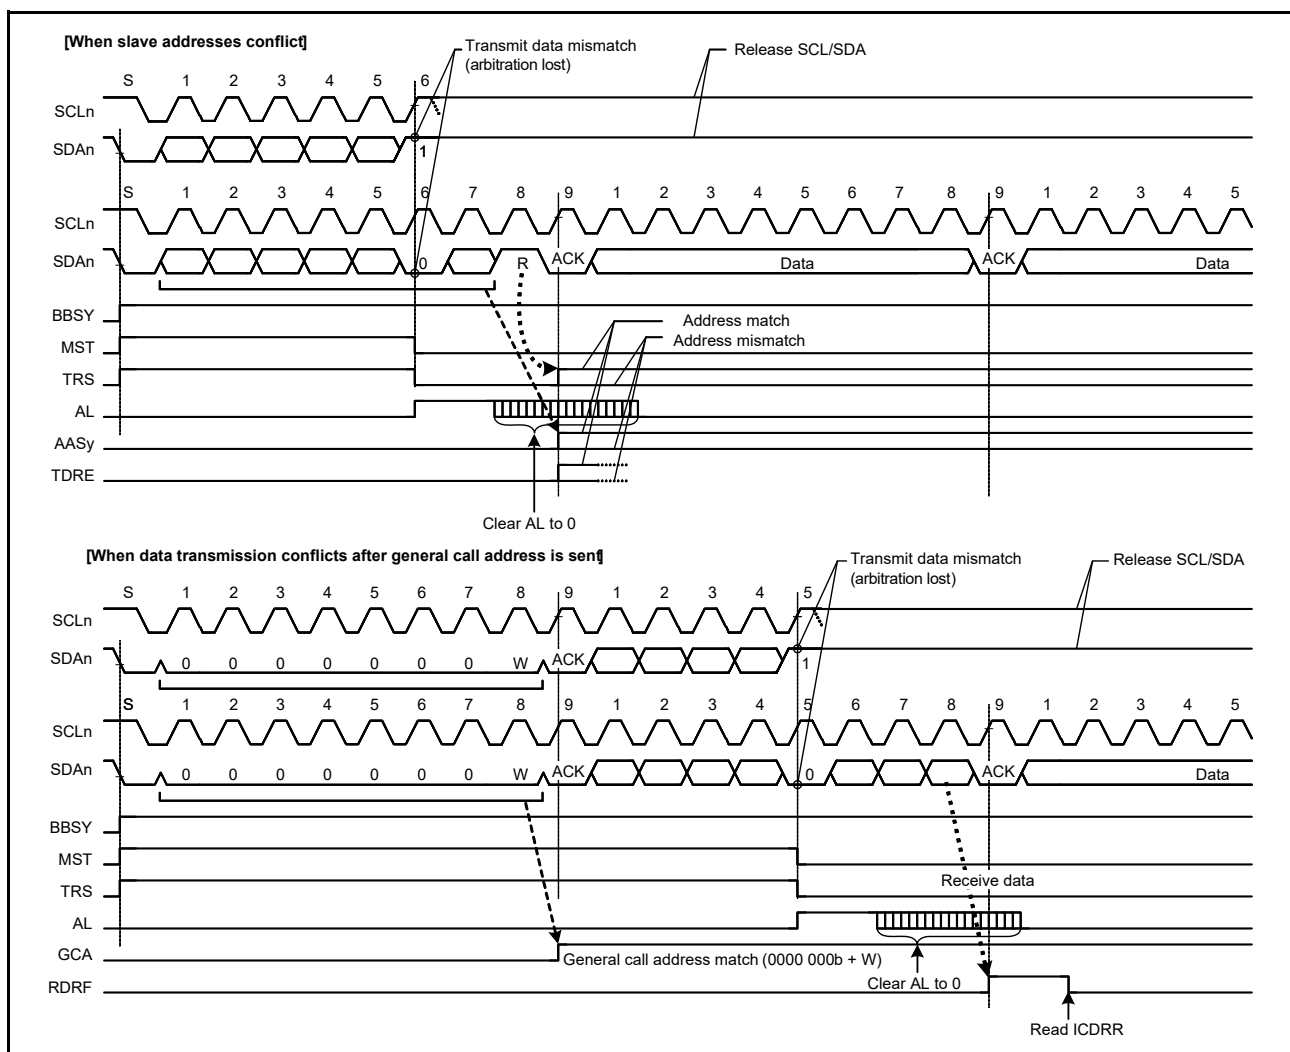 [When slave addresses conflict]
Transmit data mismatch
(arbitration lost)
Release SCL/SDA
S 1 2 3 4 5 6
SCLn
SDAn 1
S 1 2 3 4 5 6 7 8 9 1 2 3 4 5 6 7 8 9 1 2 3 4 5
SCLn
SDAn 0 R ACK Data ACK Data
BBSY
Address match
MST Address mismatch
TRS
AL
AASy
TDRE
Clear AL to 0
[When data transmission conflicts after general call address is sent]
Transmit data mismatch
(arbitration lost)
Release SCL/SDA
S 1 2 3 4 5 6 7 8 9 1 2 3 4 5
SCLn
SDAn 0 0 0 0 0 0 0 W ACK 1
S 1 2 3 4 5 6 7 8 9 1 2 3 4 5 6 7 8 9 1 2 3 4 5
SCLn
SDAn 0 0 0 0 0 0 0 W ACK 0 ACK Data
BBSY
MST
TRS Receive data
AL
GCA General call address match (0000 000b + W)
Clear AL to 0
RDRF
Read ICDRR